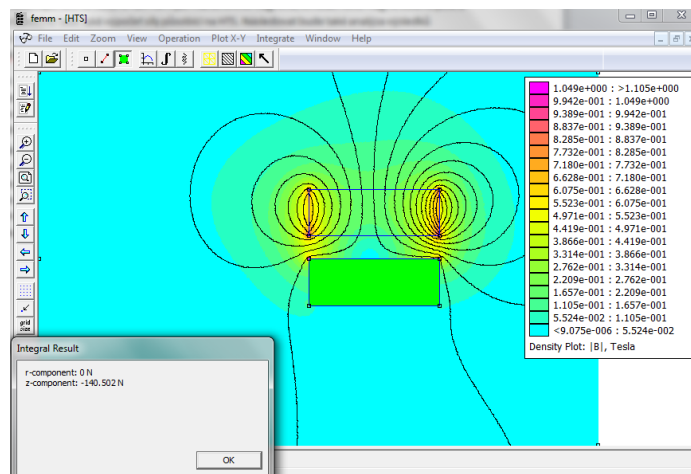 femm - [HTS]
File Edit Zoom View Operation Plot X-Y Integrate Window Help
1.049e+000 : >1.105e+000
9.942e-001 : 1.049e+000
9.389e-001 : 9.942e-001
8.837e-001 : 9.389e-001
8.285e-001 : 8.837e-001
7.732e-001 : 8.285e-001
7.180e-001 : 7.732e-001
6.628e-001 : 7.180e-001
6.075e-001 : 6.628e-001
5.523e-001 : 6.075e-001
4.971e-001 : 5.523e-001
4.419e-001 : 4.971e-001
3.866e-001 : 4.419e-001
3.314e-001 : 3.866e-001
2.762e-001 : 3.314e-001
2.209e-001 : 2.762e-001
1.657e-001 : 2.209e-001
1.105e-001 : 1.657e-001
5.524e-002 : 1.105e-001
<9.075e-006 : 5.524e-002
Density Plot: |B|, Tesla
grid
size
Integral Result
r-component: 0 N
z-component: -140.502 N
OK